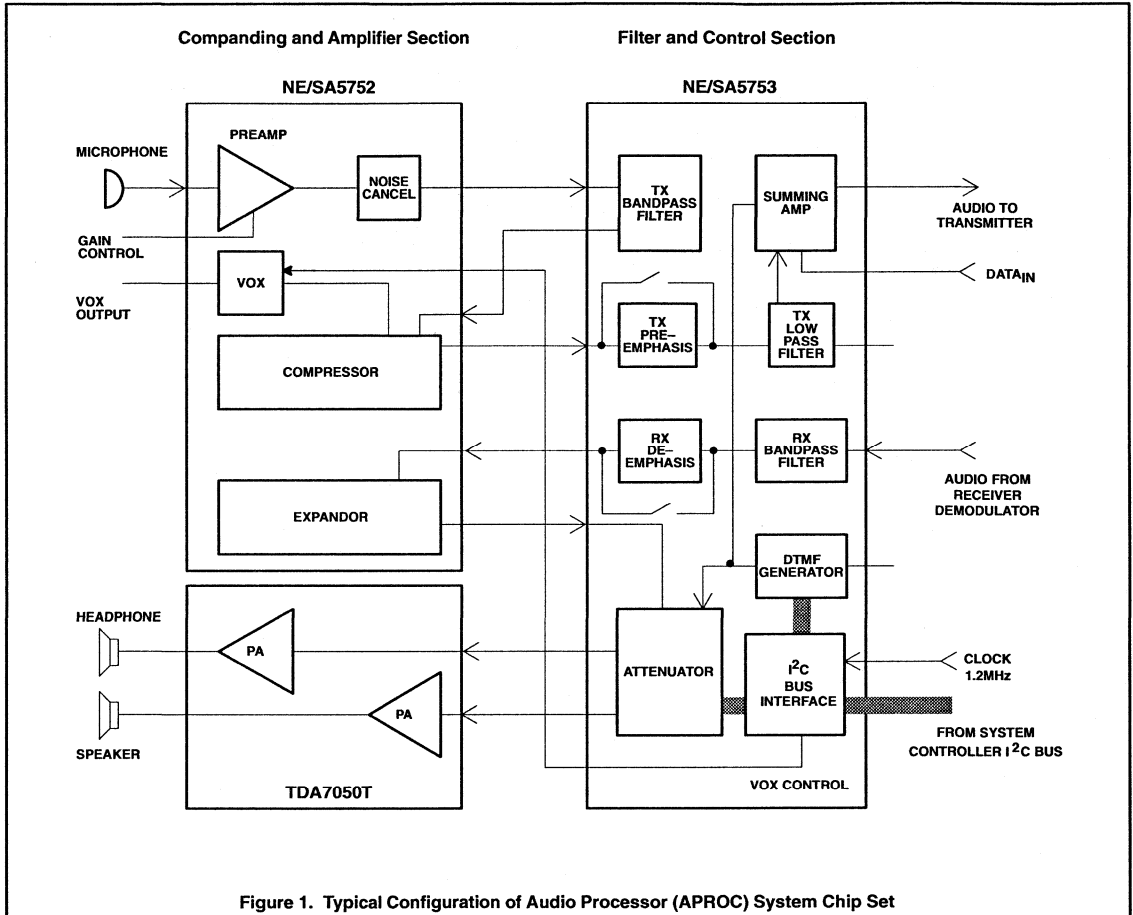 Companding and Amplifier Section
Filter and Control Section
NE/SA5752
NE/SA5753
PREAMP
MICROPHONE
NOISE
CANCEL
TX
BANDPASS
FILTER
SUMMING
AMP
AUDIO TO
TRANSMITTER
GAIN
CONTROL
VOX
VOX
OUTPUT
DATAIN
TX
PRE–
EMPHASIS
TX
LOW
PASS
FILTER
COMPRESSOR
RX
DE–
EMPHASIS
RX
BANDPASS
FILTER
AUDIO FROM
RECEIVER
DEMODULATOR
EXPANDOR
DTMF
GENERATOR
HEADPHONE
PA
ATTENUATOR
I2C
BUS
INTERFACE
CLOCK
1.2MHz
PA
SPEAKER
FROM SYSTEM
CONTROLLER I2C BUS
VOX CONTROL
TDA7050T
Figure 1. Typical Configuration of Audio Processor (APROC) System Chip Set